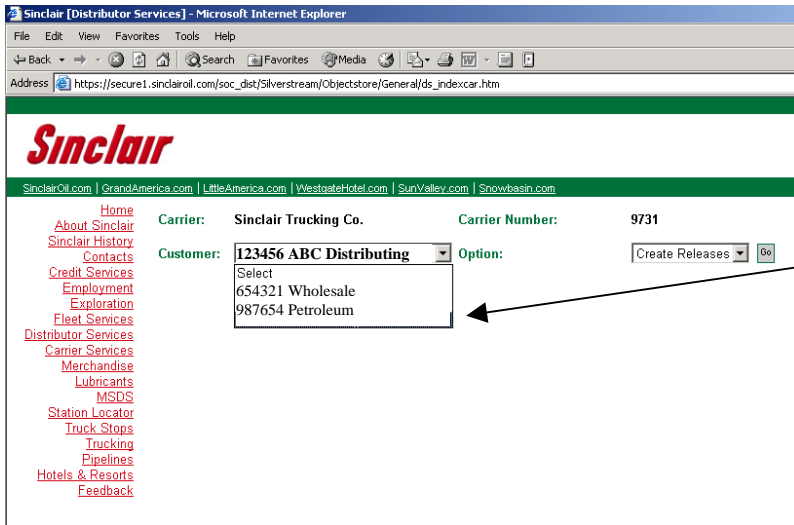 Sinclair [Distributor Services] - Microsoft Internet Explorer
File Edit View Favorites Tools Help
Back Search Favorites Media
Address https://secure1.sinclairoil.com/soc_dist/Silverstream/Objectstore/General/ds_indexcar.htm
Sinclair
SinclairOil.com | GrandAmerica.com | LittleAmerica.com | WestgateHotel.com | SunValley.com | Snowbasin.com
Home
About Sinclair
Sinclair History
Contacts
Credit Services
Employment
Exploration
Fleet Services
Distributor Services
Carrier Services
Merchandise
Lubricants
MSDS
Station Locator
Truck Stops
Trucking
Pipelines
Hotels & Resorts
Feedback
Carrier: Sinclair Trucking Co. Carrier Number: 9731
Customer: 123456 ABC Distributing Option: Create Releases Go
Select
654321 Wholesale
987654 Petroleum